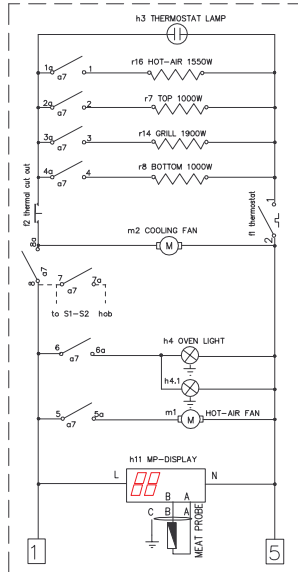 h3 THERMOSTAT LAMP
r16 HOT-AIR 1550W
1a 1
a7
r7 TOP 1000W
2a 2
a7
r14 GRILL 1900W
3a 3
a7
r8 BOTTOM 1000W
4a 4
a7
f2 thermal cut out
f1 thermostat
1
2
m2 COOLING FAN
M
8a
a7
8
7 7a
a7
to S1-S2 hob
h4 OVEN LIGHT
6 6a
a7
h4.1
m1 HOT-AIR FAN
5 5a
a7
M
h11 MP-DISPLAY
L
88
N
B A
C B A
MEAT PROBE
1
5